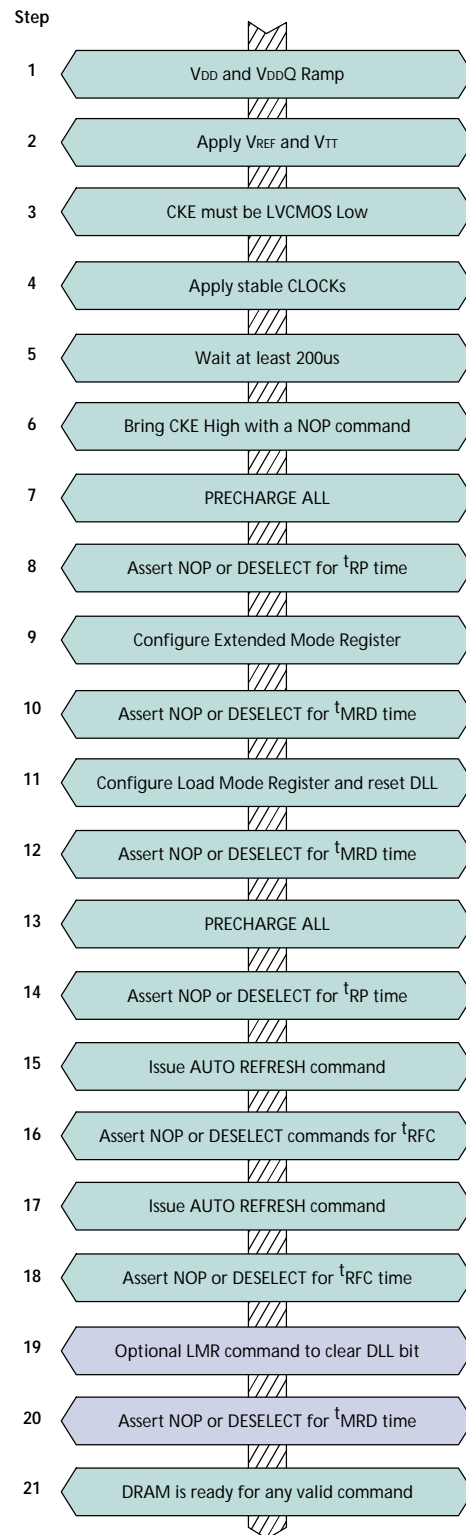 Step
1 VDD and VDDQ Ramp
2 Apply VREF and VTT
3 CKE must be LVCMOS Low
4 Apply stable CLOCKs
5 Wait at least 200us
6 Bring CKE High with a NOP command
7 PRECHARGE ALL
8 Assert NOP or DESELECT for tRP time
9 Configure Extended Mode Register
10 Assert NOP or DESELECT for tMRD time
11 Configure Load Mode Register and reset DLL
12 Assert NOP or DESELECT for tMRD time
13 PRECHARGE ALL
14 Assert NOP or DESELECT for tRP time
15 Issue AUTO REFRESH command
16 Assert NOP or DESELECT commands for tRFC
17 Issue AUTO REFRESH command
18 Assert NOP or DESELECT for tRFC time
19 Optional LMR command to clear DLL bit
20 Assert NOP or DESELECT for tMRD time
21 DRAM is ready for any valid command